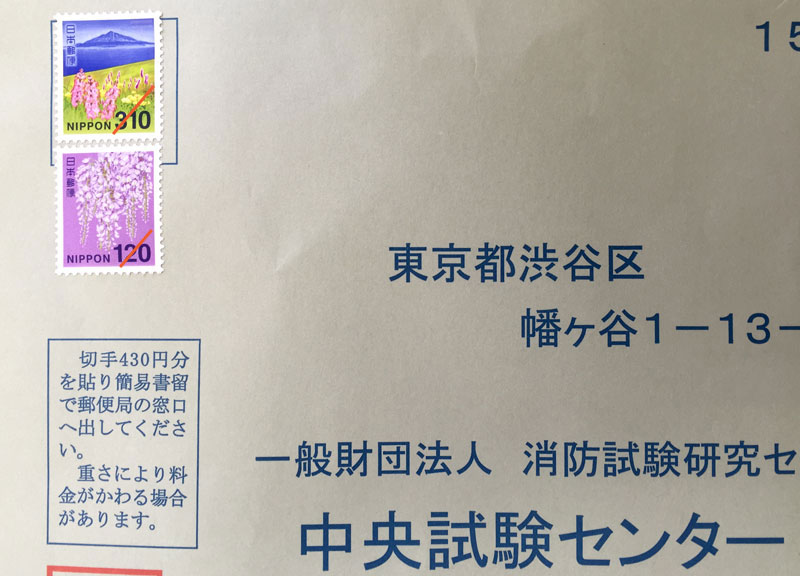 日本郵便
NIPPON 310
日本郵便
NIPPON 120
15
東京都渋谷区
幡ヶ谷1－13－
切手430円分
を貼り簡易書留
で郵便局の窓口
へ出してくださ
い。
重さにより料
金がかわる場合
があります。
一般財団法人 消防試験研究セ
中央試験センター